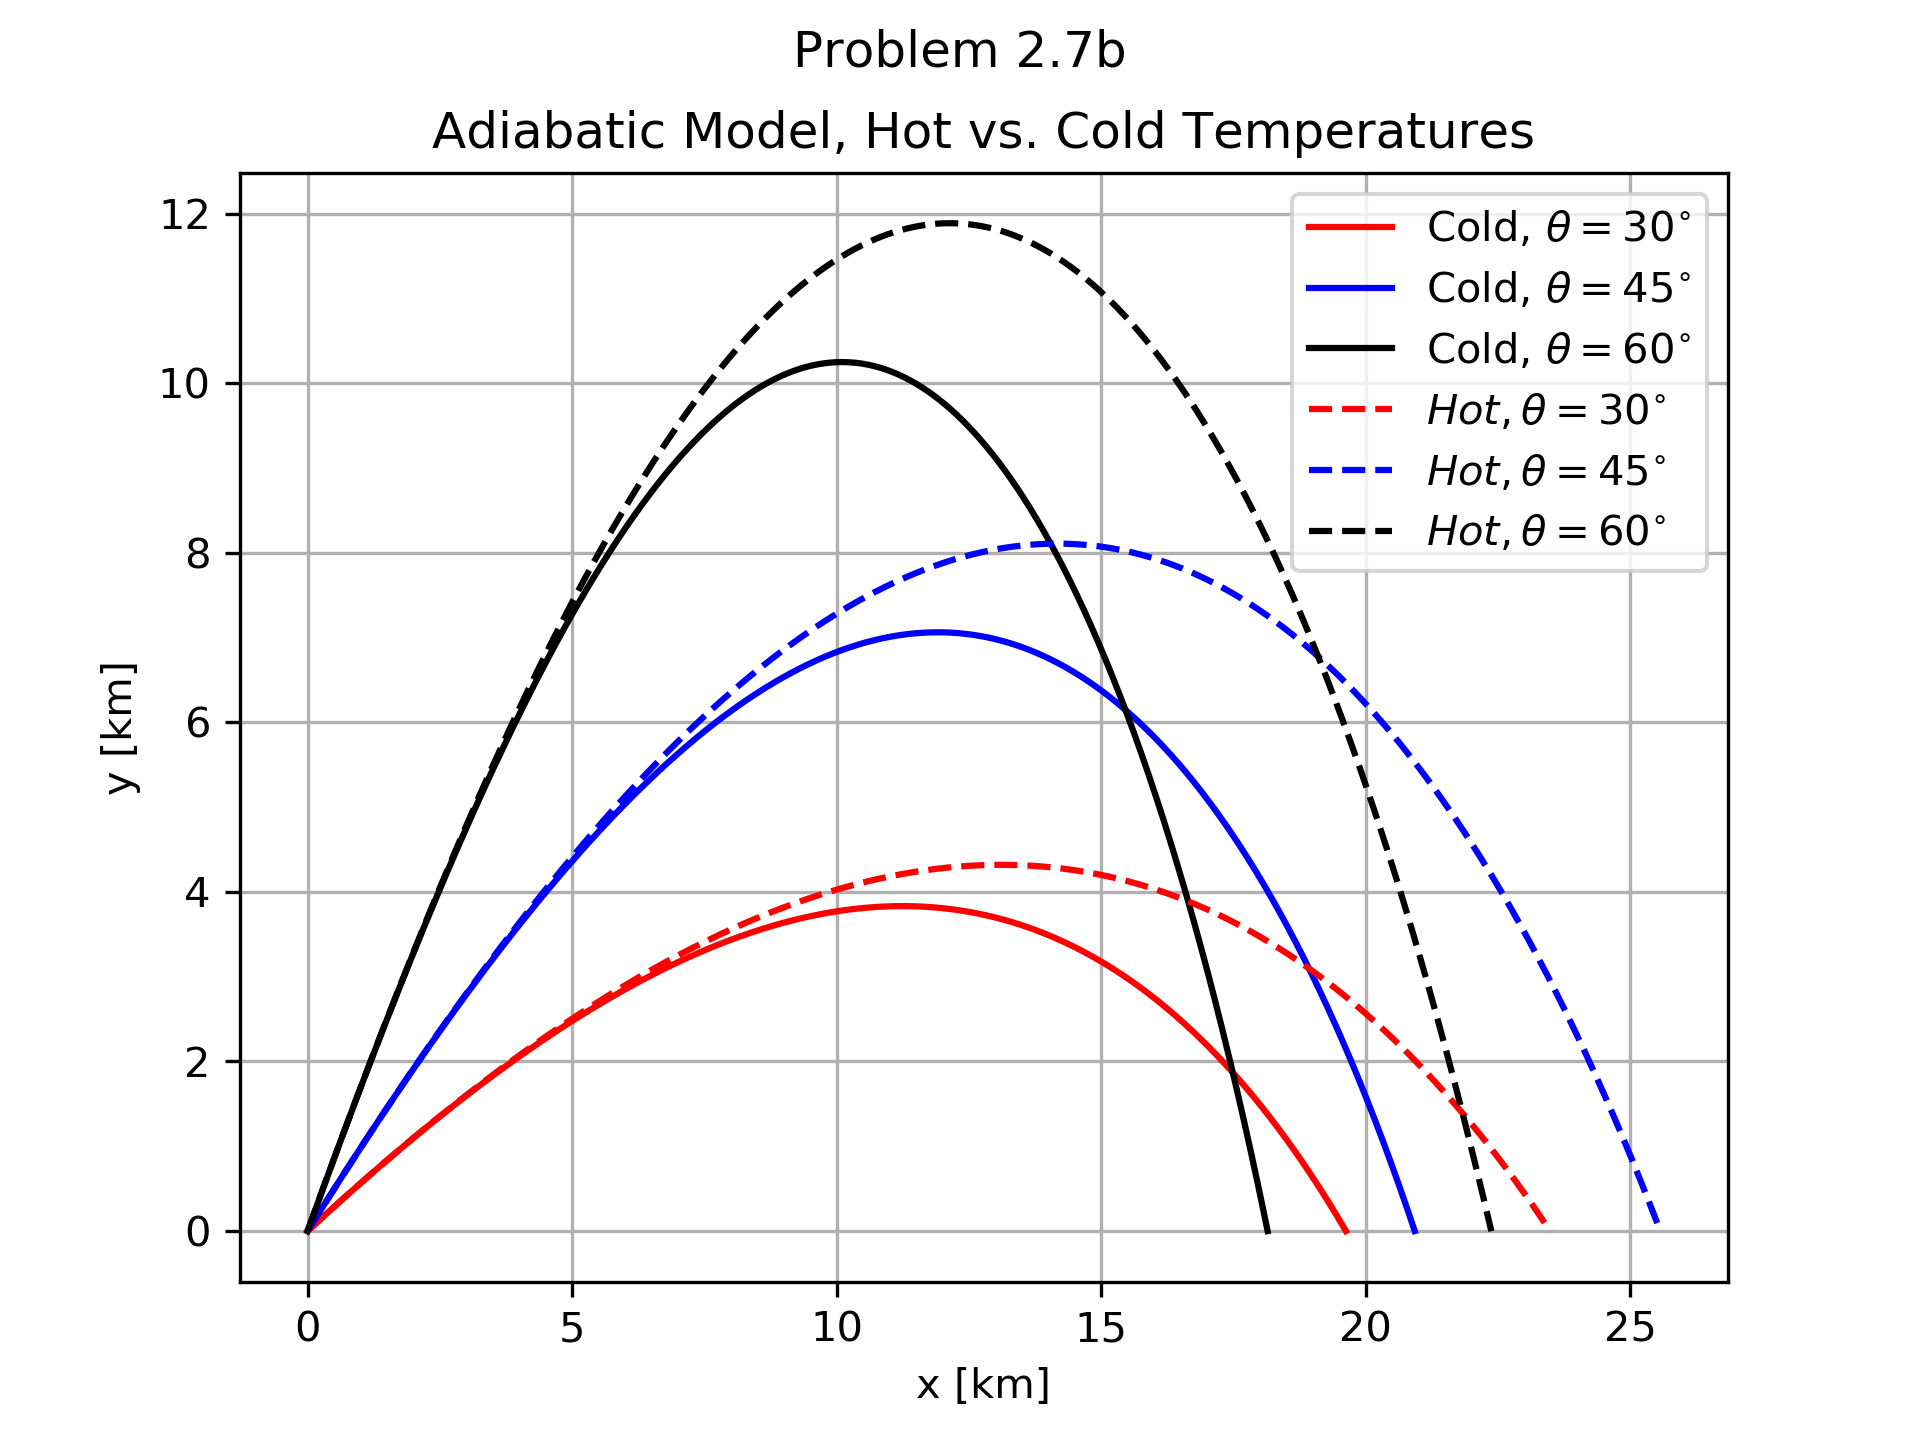 Problem 2.7b
Adiabatic Model, Hot vs. Cold Temperatures
12
10
8
6
4
2
0
y [km]
Cold, θ = 30°
Cold, θ = 45°
Cold, θ = 60°
Hot, θ = 30°
Hot, θ = 45°
Hot, θ = 60°
0 5 10 15 20 25
x [km]